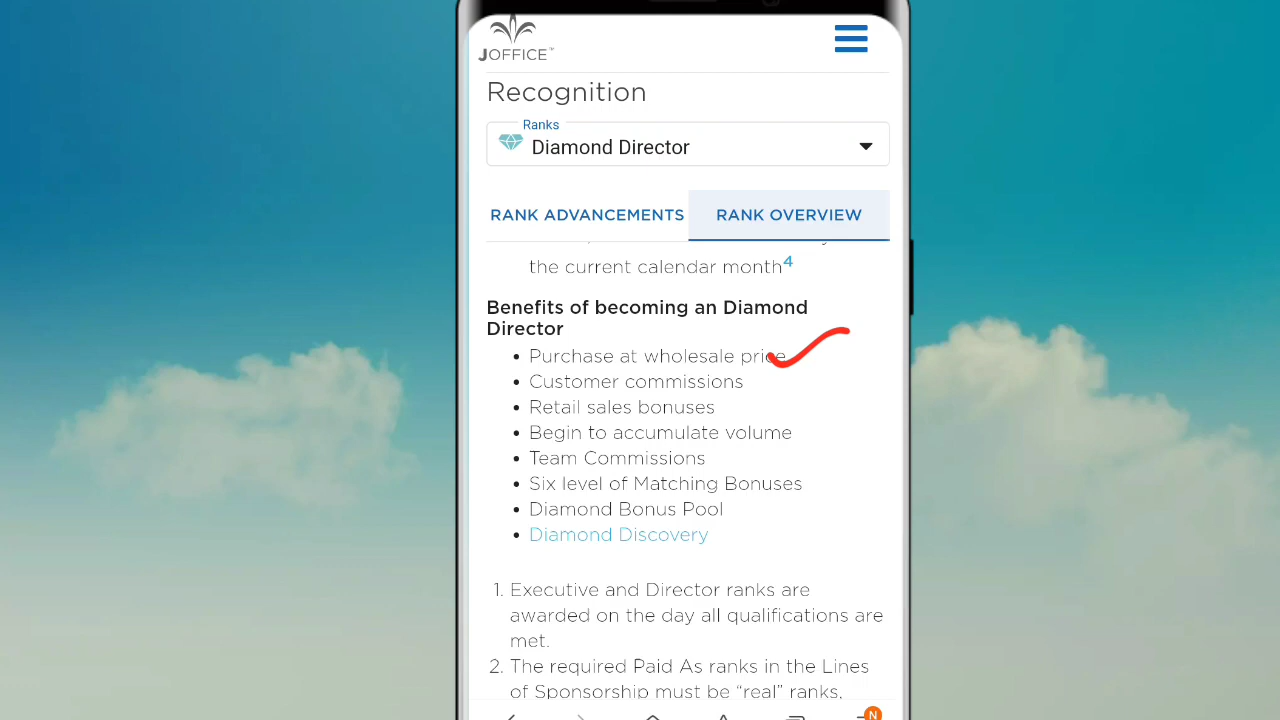 JOFFICE™
Recognition
Ranks
Diamond Director
RANK ADVANCEMENTS
RANK OVERVIEW
the current calendar month4
Benefits of becoming an Diamond
Director
• Purchase at wholesale price
• Customer commissions
• Retail sales bonuses
• Begin to accumulate volume
• Team Commissions
• Six level of Matching Bonuses
• Diamond Bonus Pool
• Diamond Discovery
1. Executive and Director ranks are
awarded on the day all qualifications are
met.
2. The required Paid As ranks in the Lines
of Sponsorship must be “real” ranks,
N